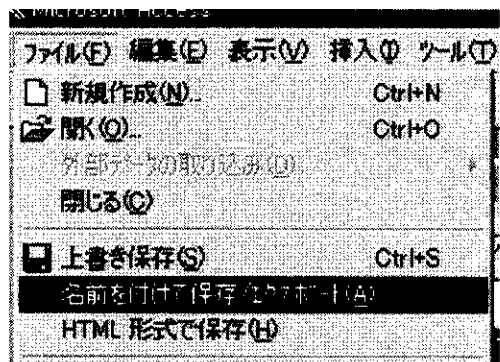 Microsoft Access
ファイル(F) 編集(E) 表示(V) 挿入(I) ツール(T)
新規作成(N)... Ctrl+N
開く(O)... Ctrl+O
外部データの取り込み(D)
閉じる(C)
上書き保存(S) Ctrl+S
名前を付けて保存/エクスポート(A)
HTML 形式で保存(H)